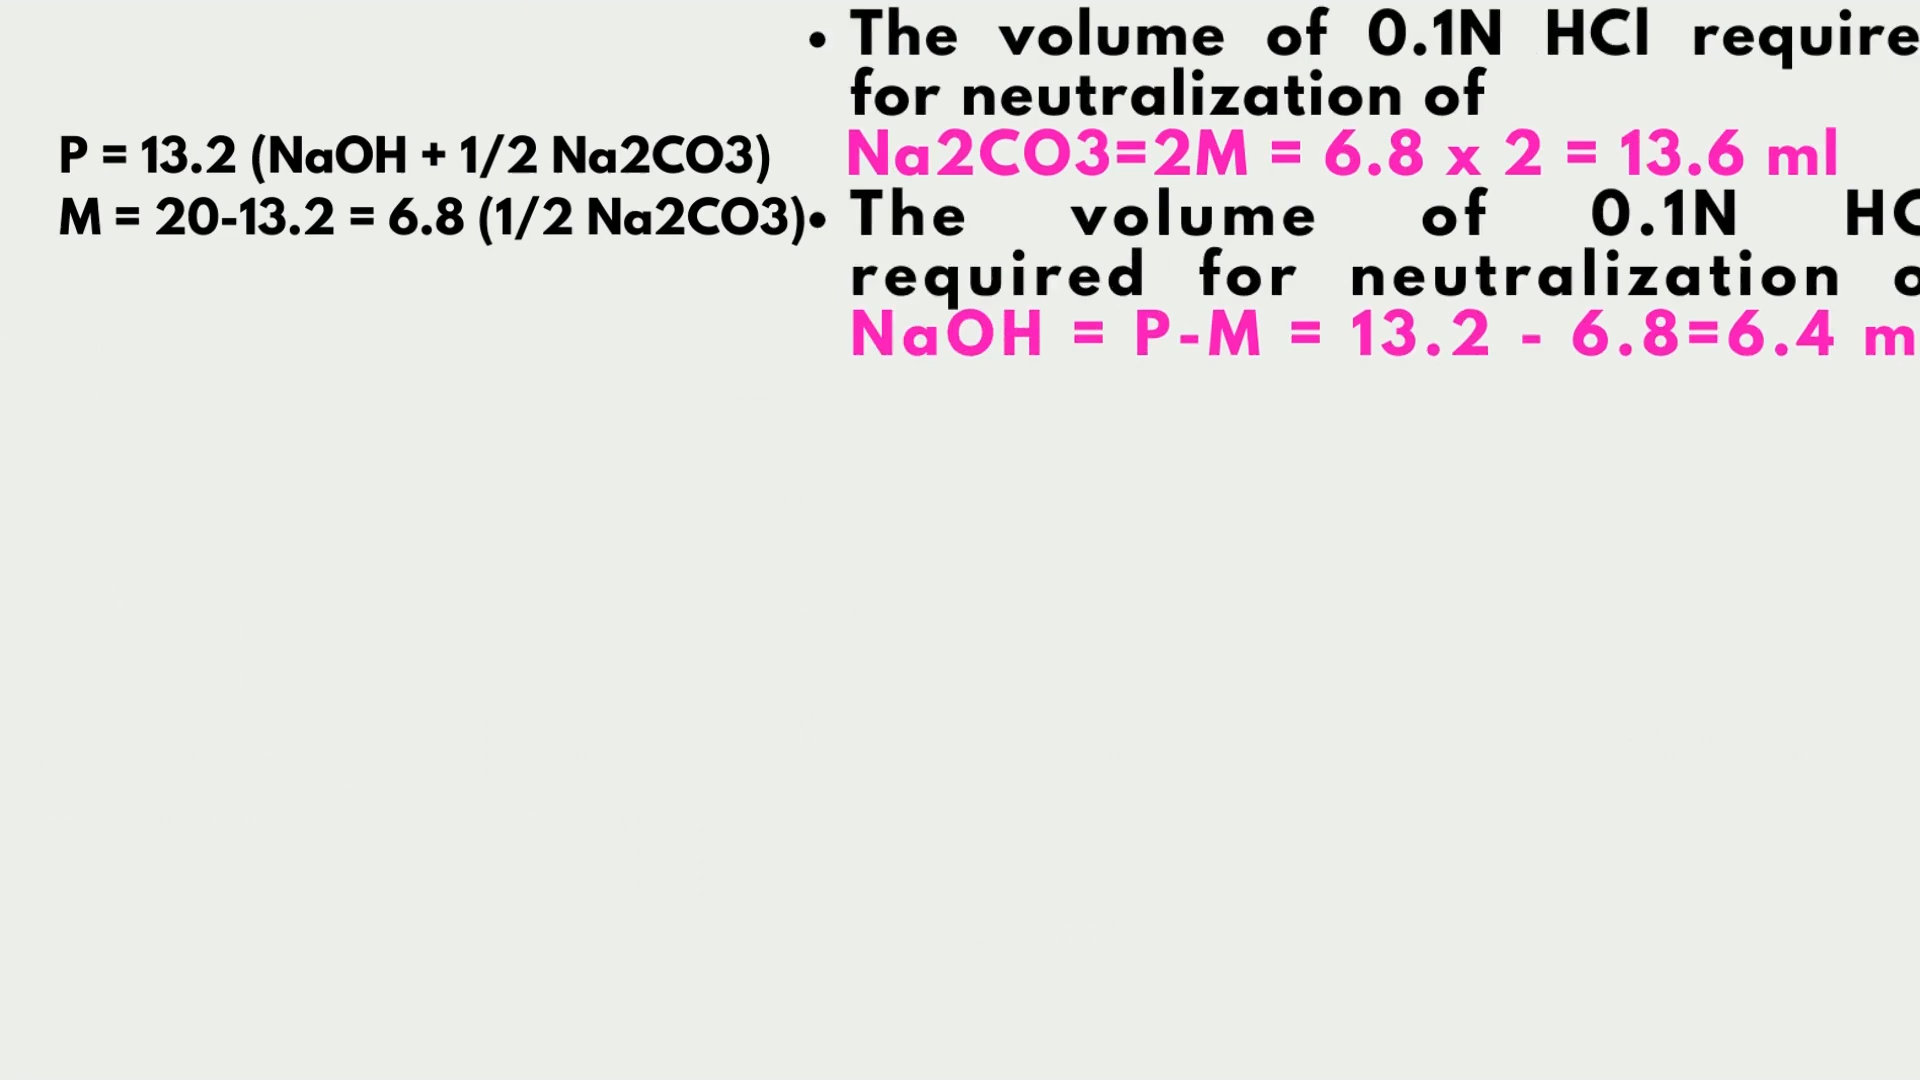 P = 13.2 (NaOH + 1/2 Na2CO3)
M = 20-13.2 = 6.8 (1/2 Na2CO3)
• The volume of 0.1N HCl require
for neutralization of
Na2CO3=2M = 6.8 x 2 = 13.6 ml
• The volume of 0.1N HC
required for neutralization o
NaOH = P-M = 13.2 - 6.8=6.4 m